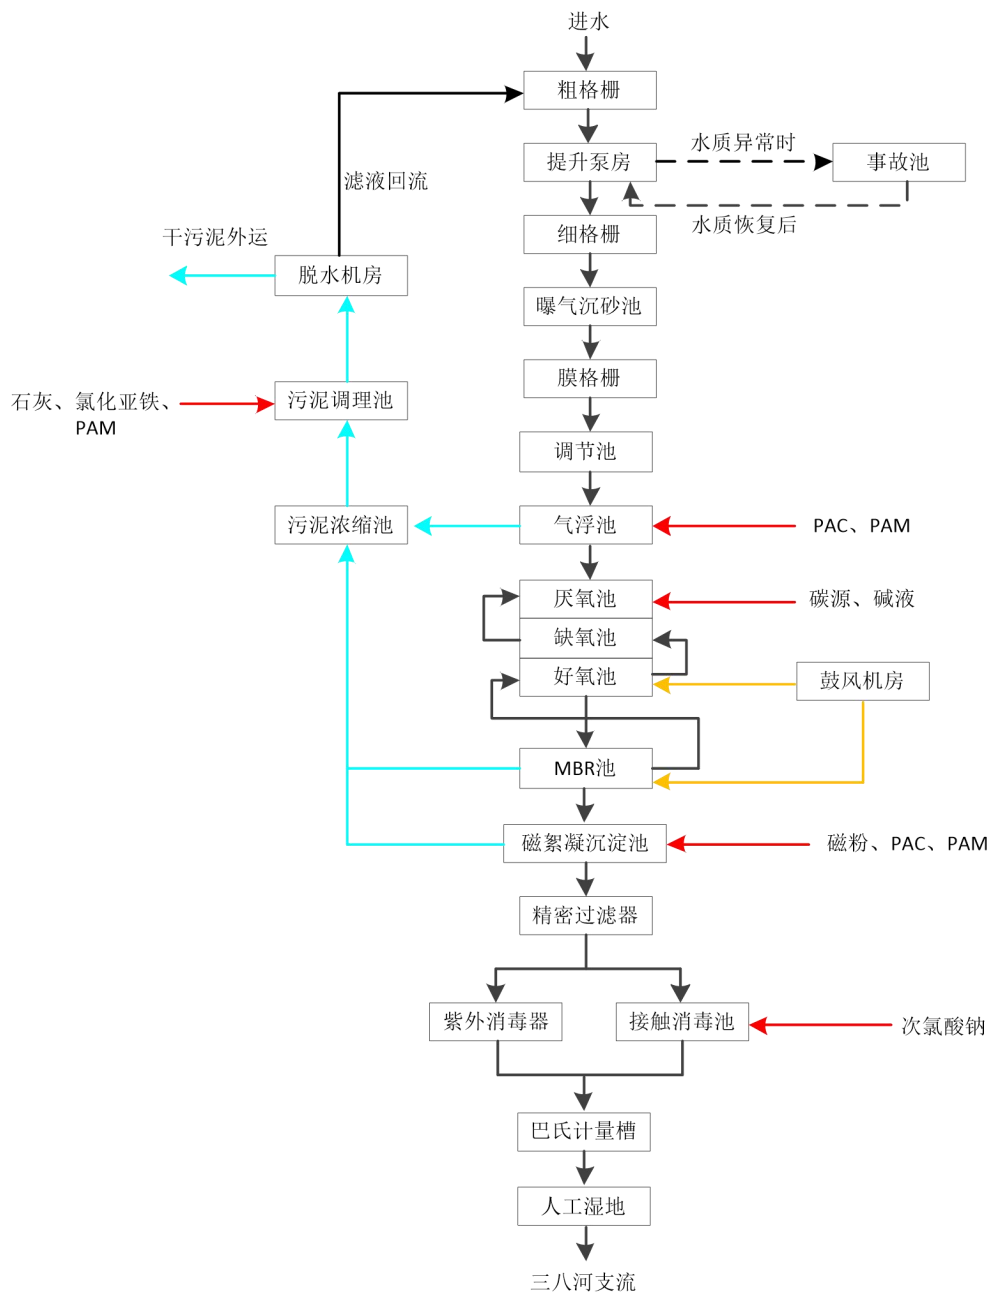 进水
粗格栅
水质异常时
提升泵房
事故池
滤液回流
水质恢复后
细格栅
干污泥外运
脱水机房
曝气沉砂池
膜格栅
石灰、氯化亚铁、
PAM
污泥调理池
调节池
污泥浓缩池
气浮池
PAC、PAM
厌氧池
碳源、碱液
缺氧池
好氧池
鼓风机房
MBR池
磁絮凝沉淀池
磁粉、PAC、PAM
精密过滤器
紫外消毒器
接触消毒池
次氯酸钠
巴氏计量槽
人工湿地
三八河支流